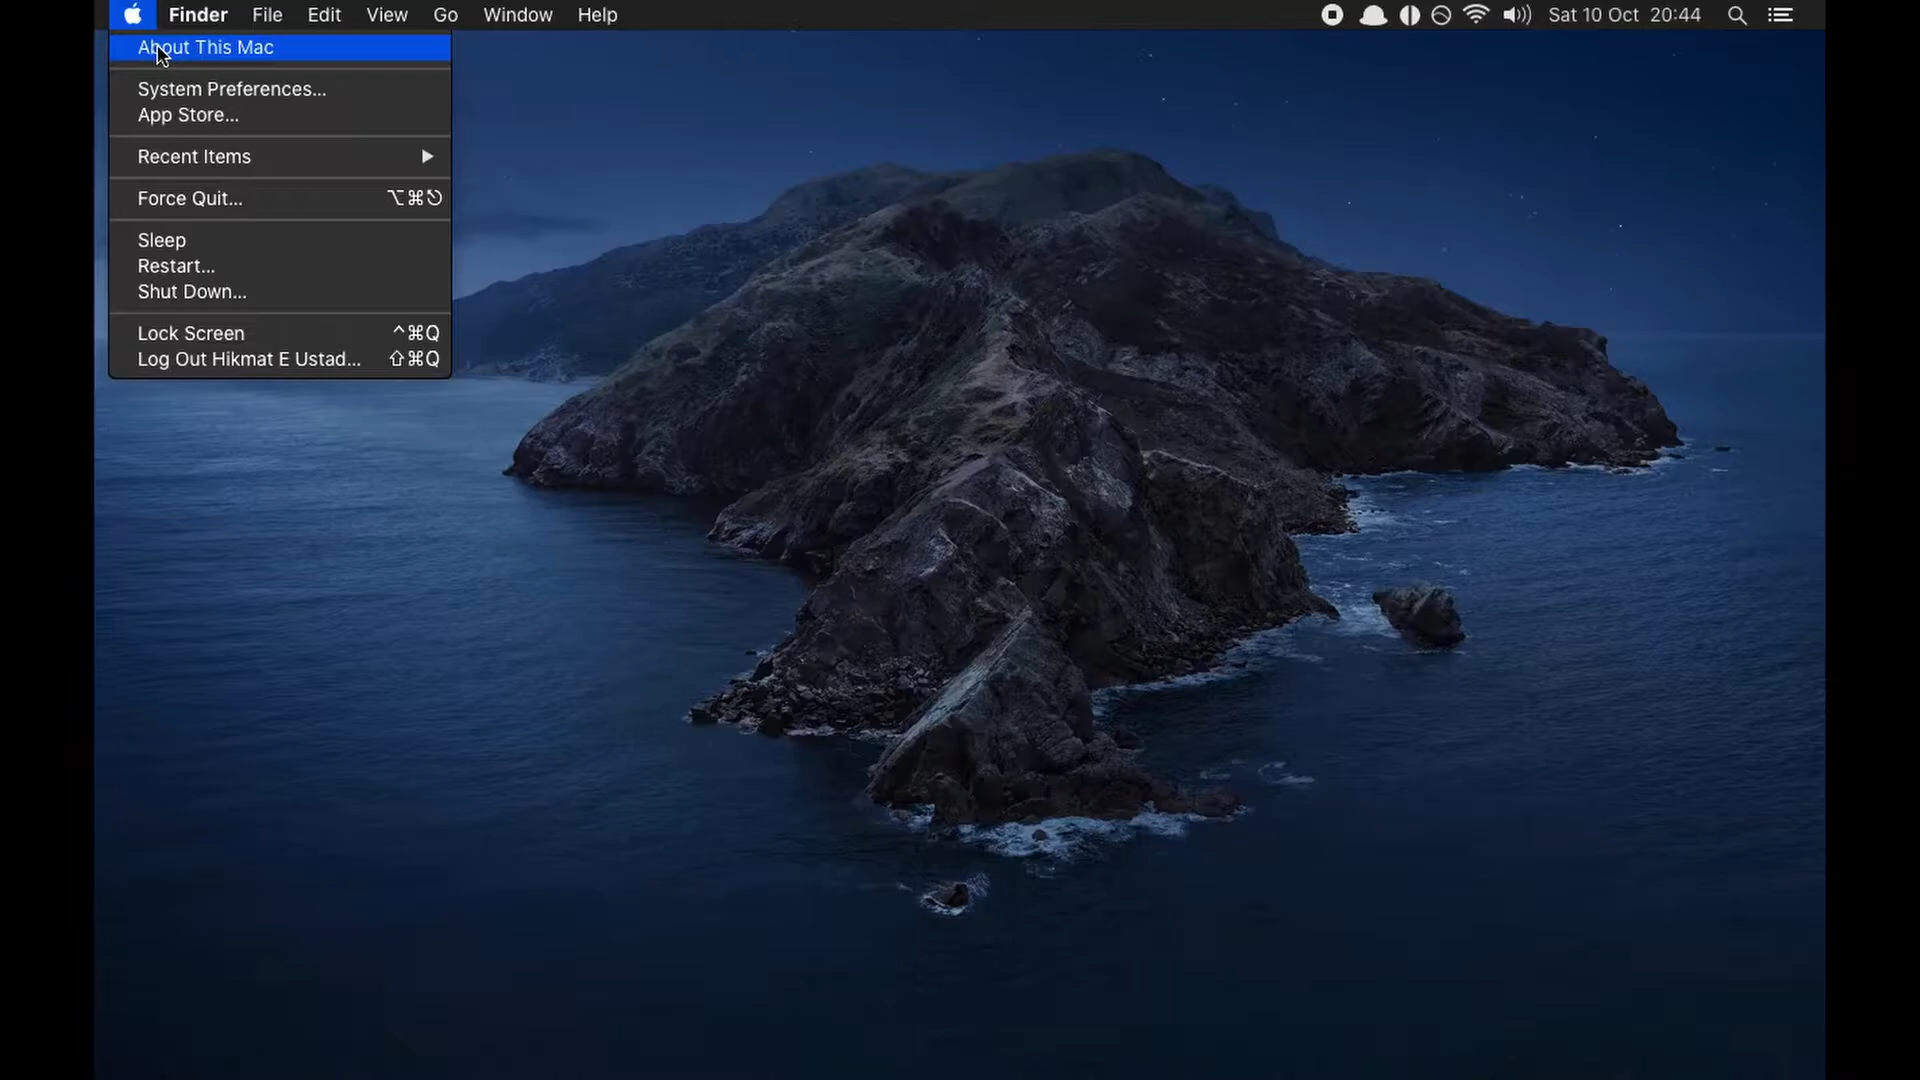 Finder File Edit View Go Window Help Sat 10 Oct 20:44
About This Mac
System Preferences...
App Store...
Recent Items
Force Quit... ⌥⌘⎋
Sleep
Restart...
Shut Down...
Lock Screen ^⌘Q
Log Out Hikmat E Ustad... ⇧⌘Q